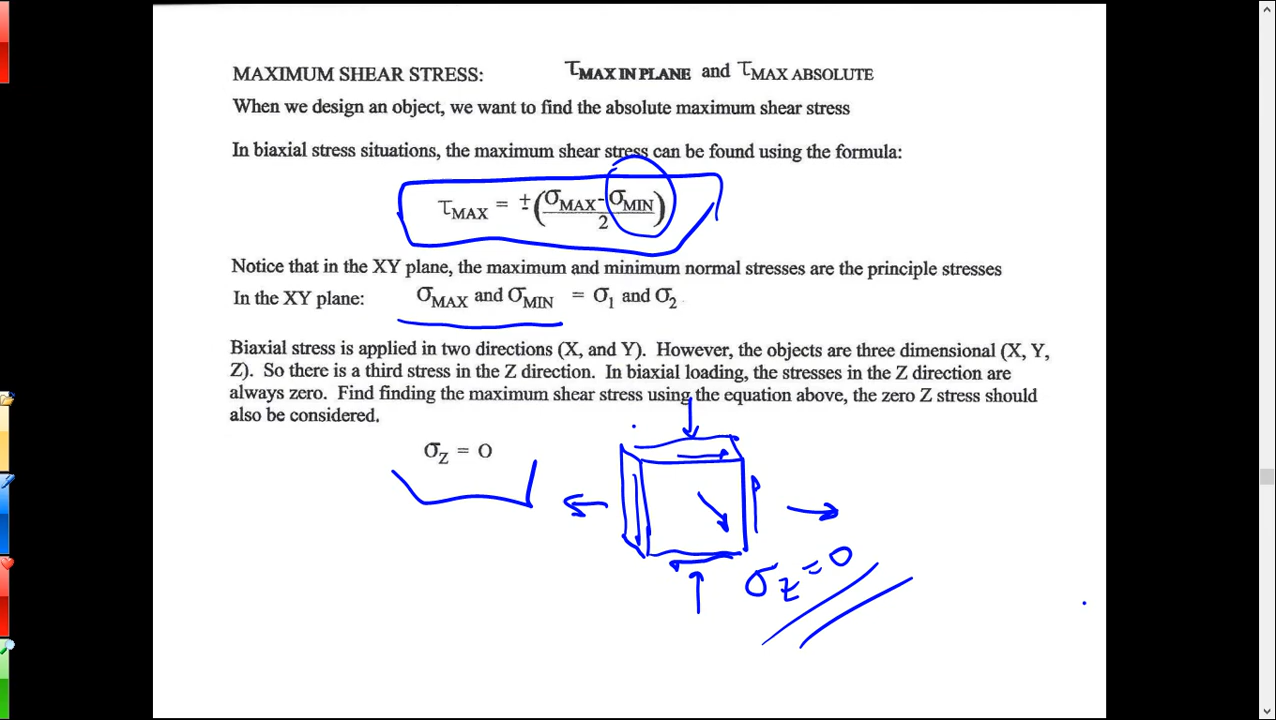 MAXIMUM SHEAR STRESS: τMAX IN PLANE and τMAX ABSOLUTE
When we design an object, we want to find the absolute maximum shear stress
In biaxial stress situations, the maximum shear stress can be found using the formula:
τMAX = ±(σMAX-σMIN / 2)
Notice that in the XY plane, the maximum and minimum normal stresses are the principle stresses
In the XY plane: σMAX and σMIN = σ1 and σ2
Biaxial stress is applied in two directions (X, and Y). However, the objects are three dimensional (X, Y,
Z). So there is a third stress in the Z direction. In biaxial loading, the stresses in the Z direction are
always zero. Find finding the maximum shear stress using the equation above, the zero Z stress should
also be considered.
σZ = 0
σz = 0